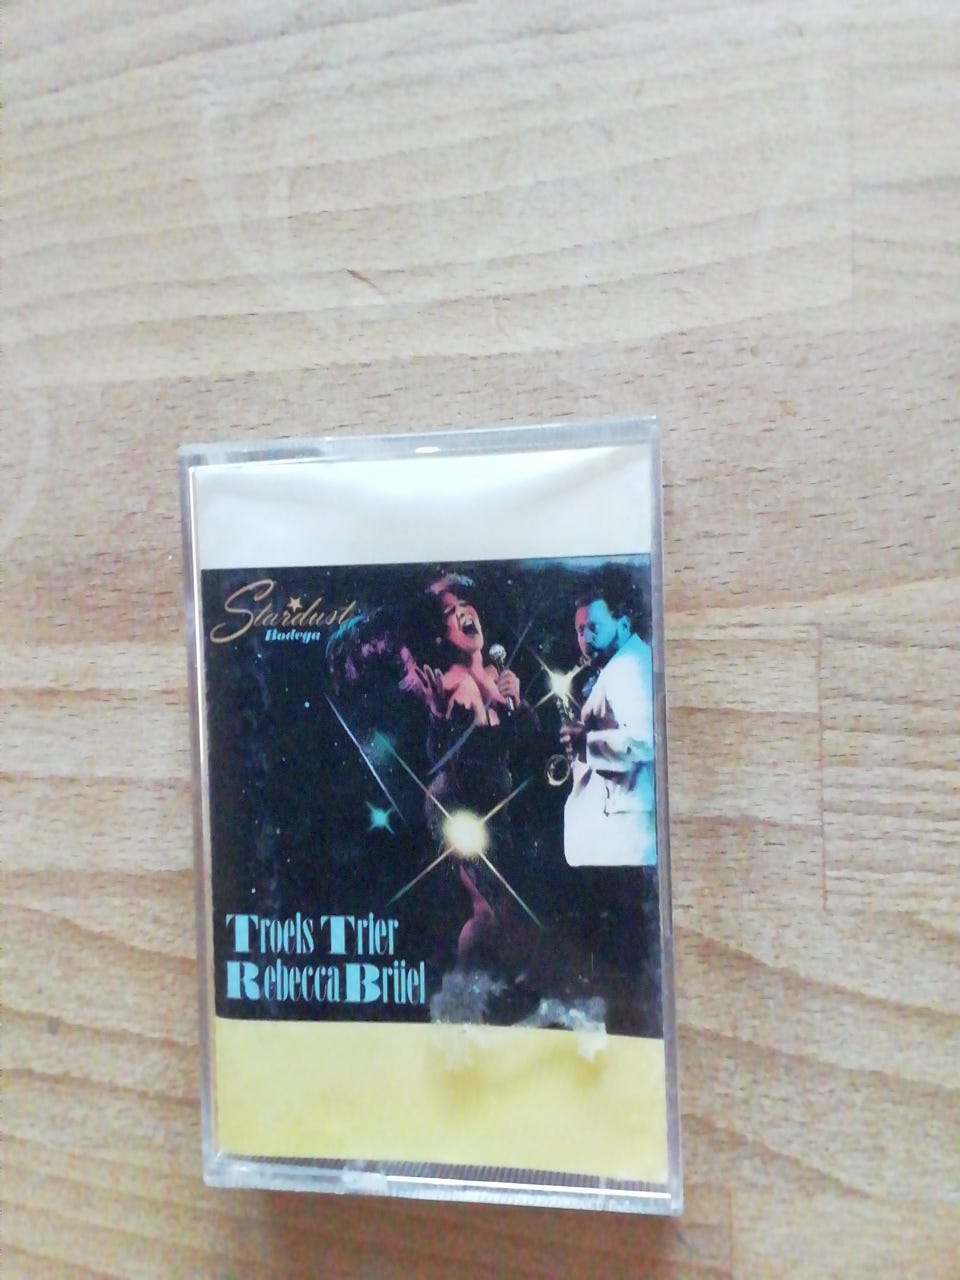 Stardust
Bodega
Troels Trier
Rebecca Brüel